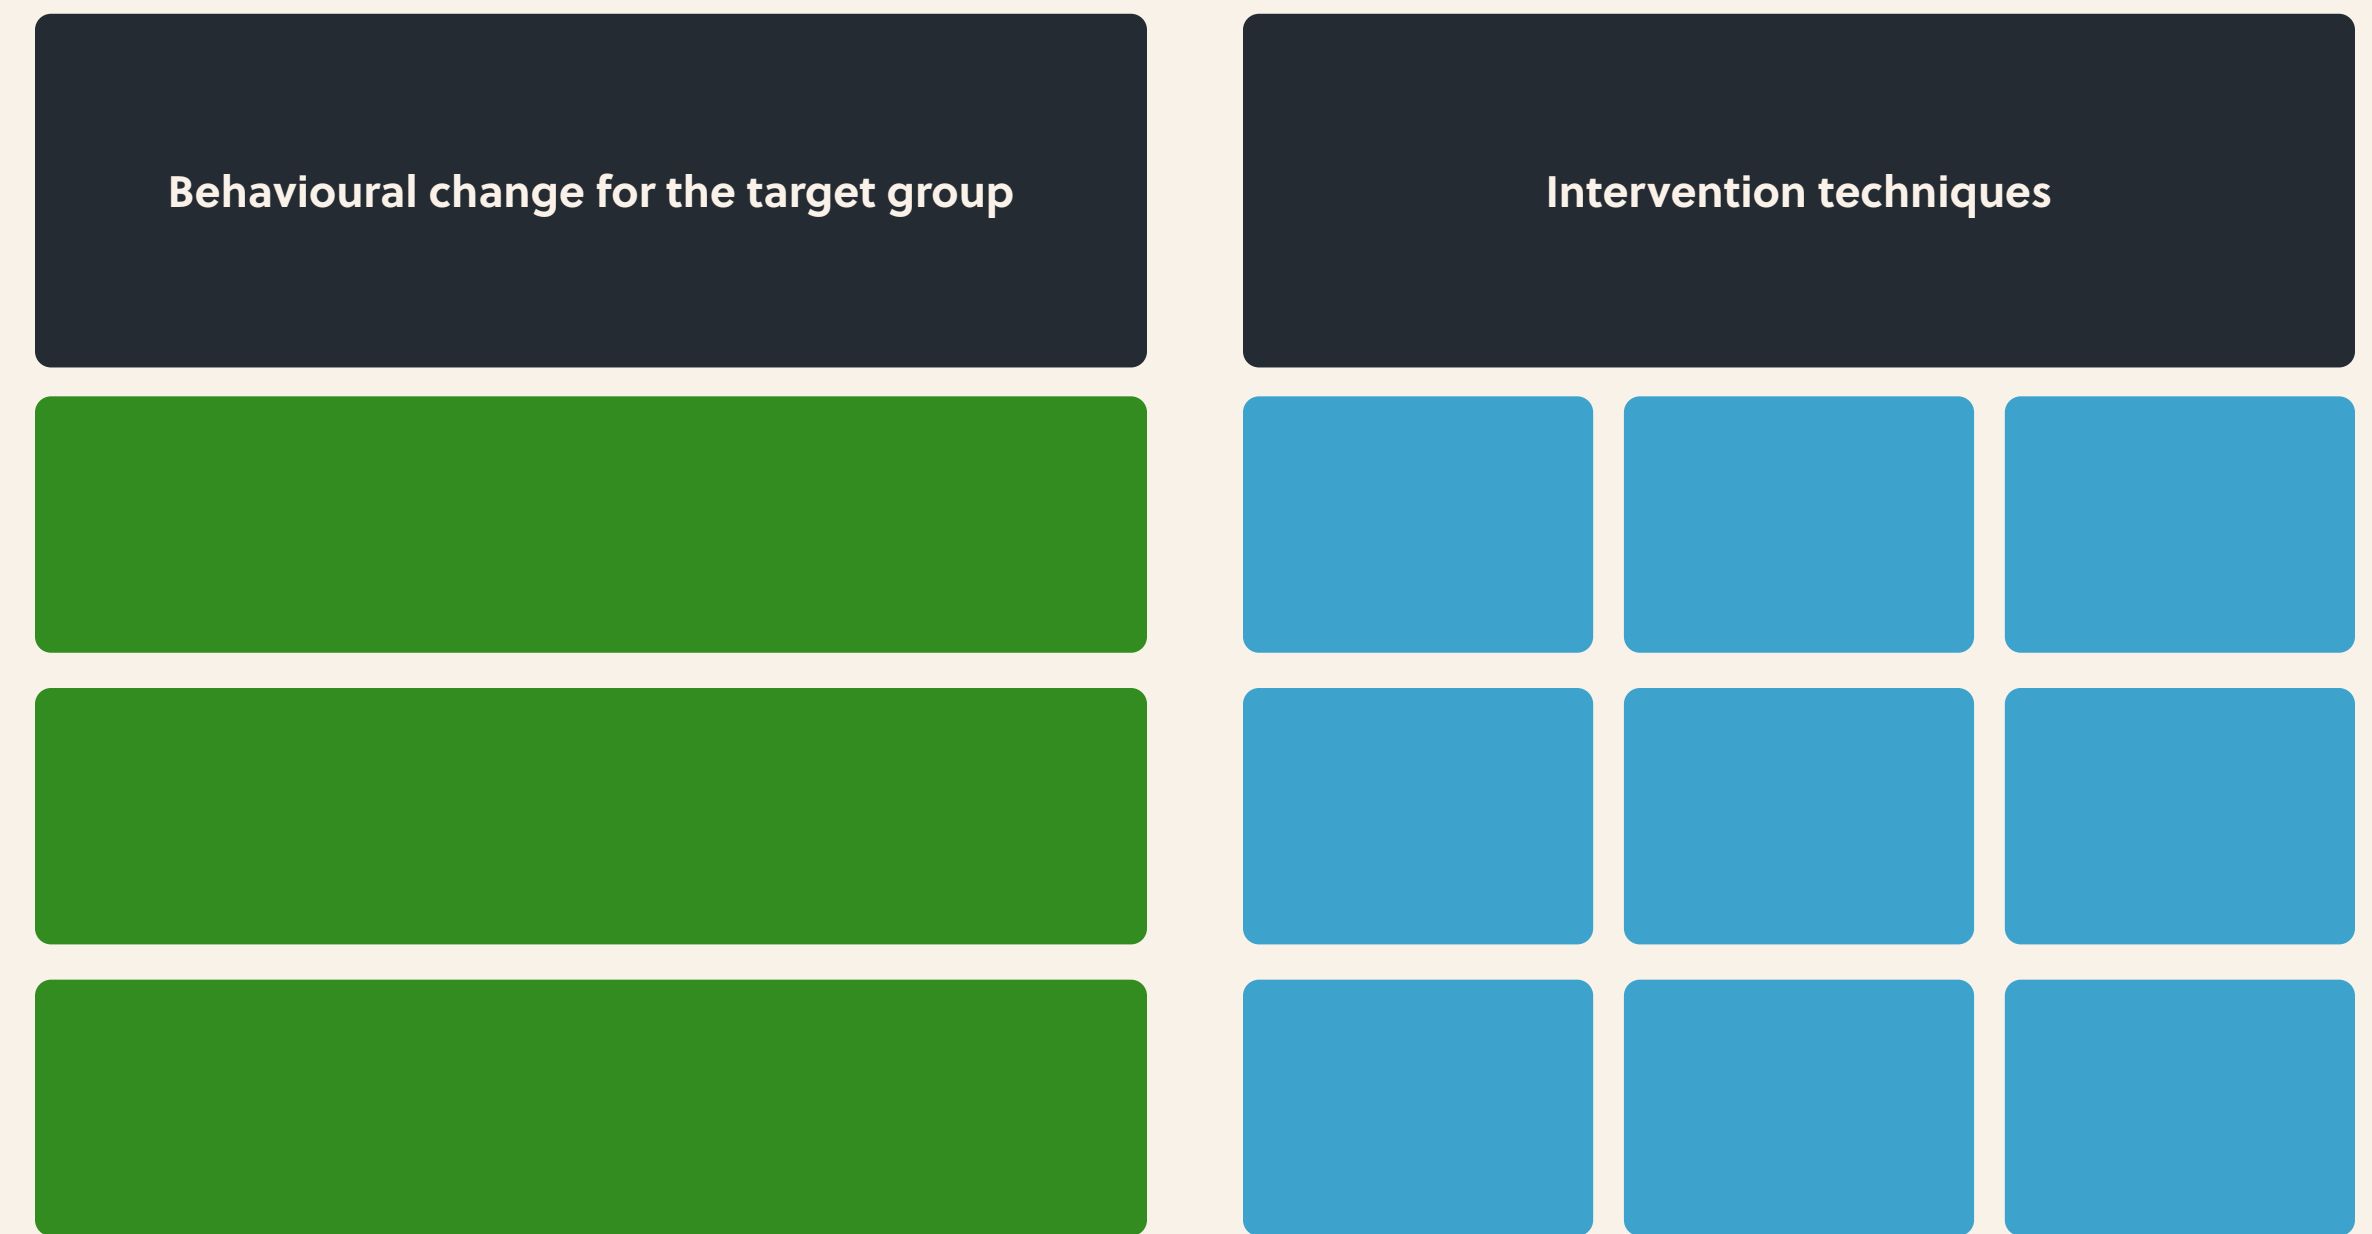 Behavioural change for the target group
Intervention techniques